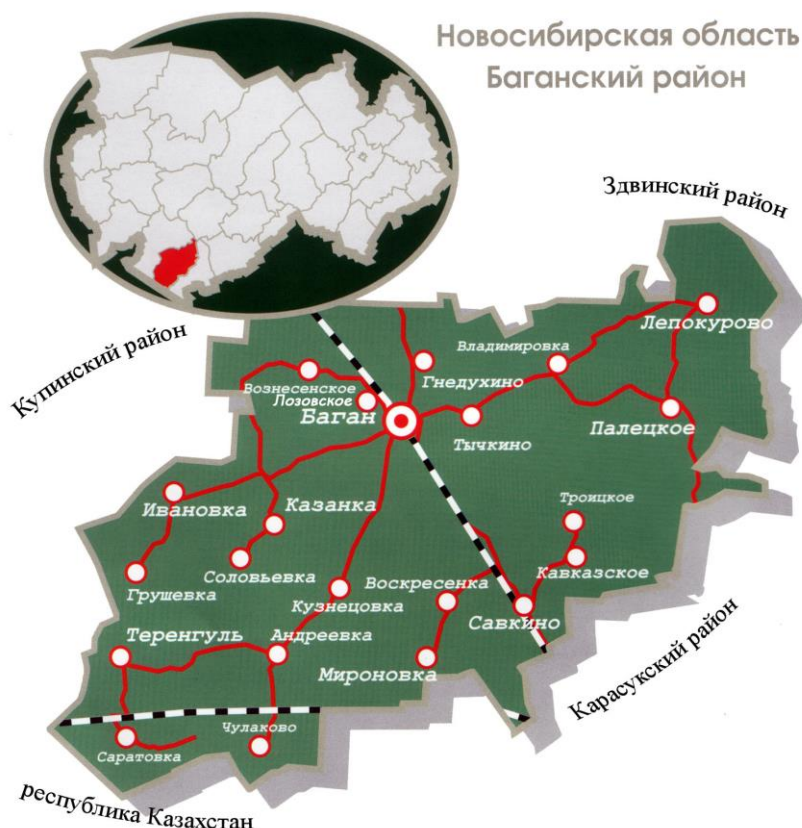 Новосибирская область
Баганский район
Здвинский район
Купинский район
Лепокурово
Владимировка
Гнедухино
Вознесенское
Лозовское
Баган
Тычкино
Палецкое
Ивановка
Казанка
Троицкое
Соловьевка
Грушевка
Воскресенка
Кавказское
Кузнецовка
Савкино
Теренгуль
Андреевка
Мироновка
Карасукский район
Чулаково
Саратовка
республика Казахстан